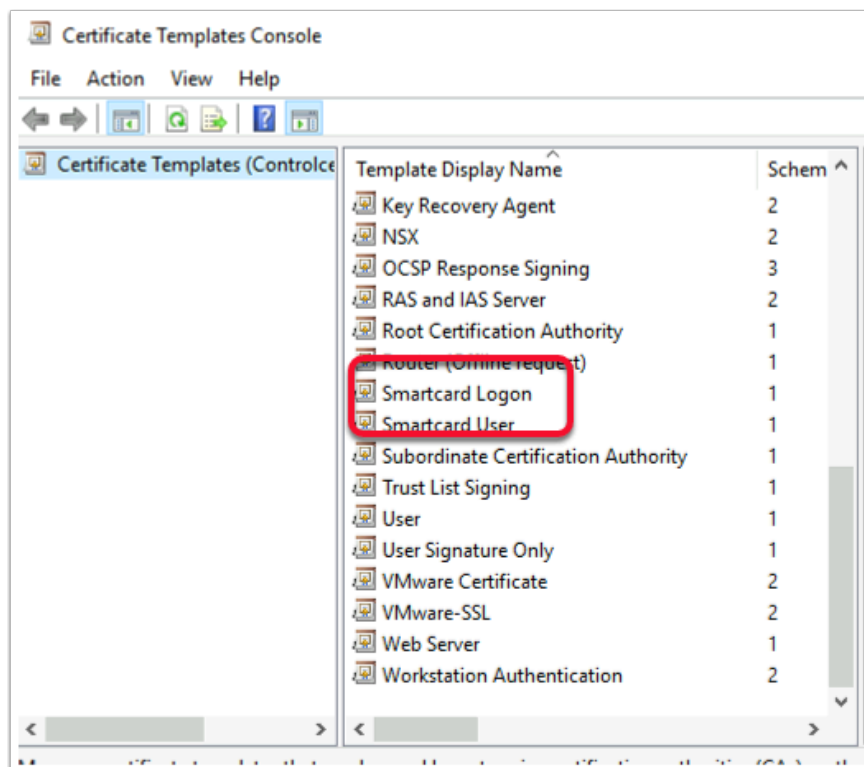 Certificate Templates Console
File Action View Help
Certificate Templates (Controlce
Template Display Name Schem
Key Recovery Agent 2
NSX 2
OCSP Response Signing 3
RAS and IAS Server 2
Root Certification Authority 1
Router (Offline request) 1
Smartcard Logon 1
Smartcard User 1
Subordinate Certification Authority 1
Trust List Signing 1
User 1
User Signature Only 1
VMware Certificate 2
VMware-SSL 2
Web Server 1
Workstation Authentication 2